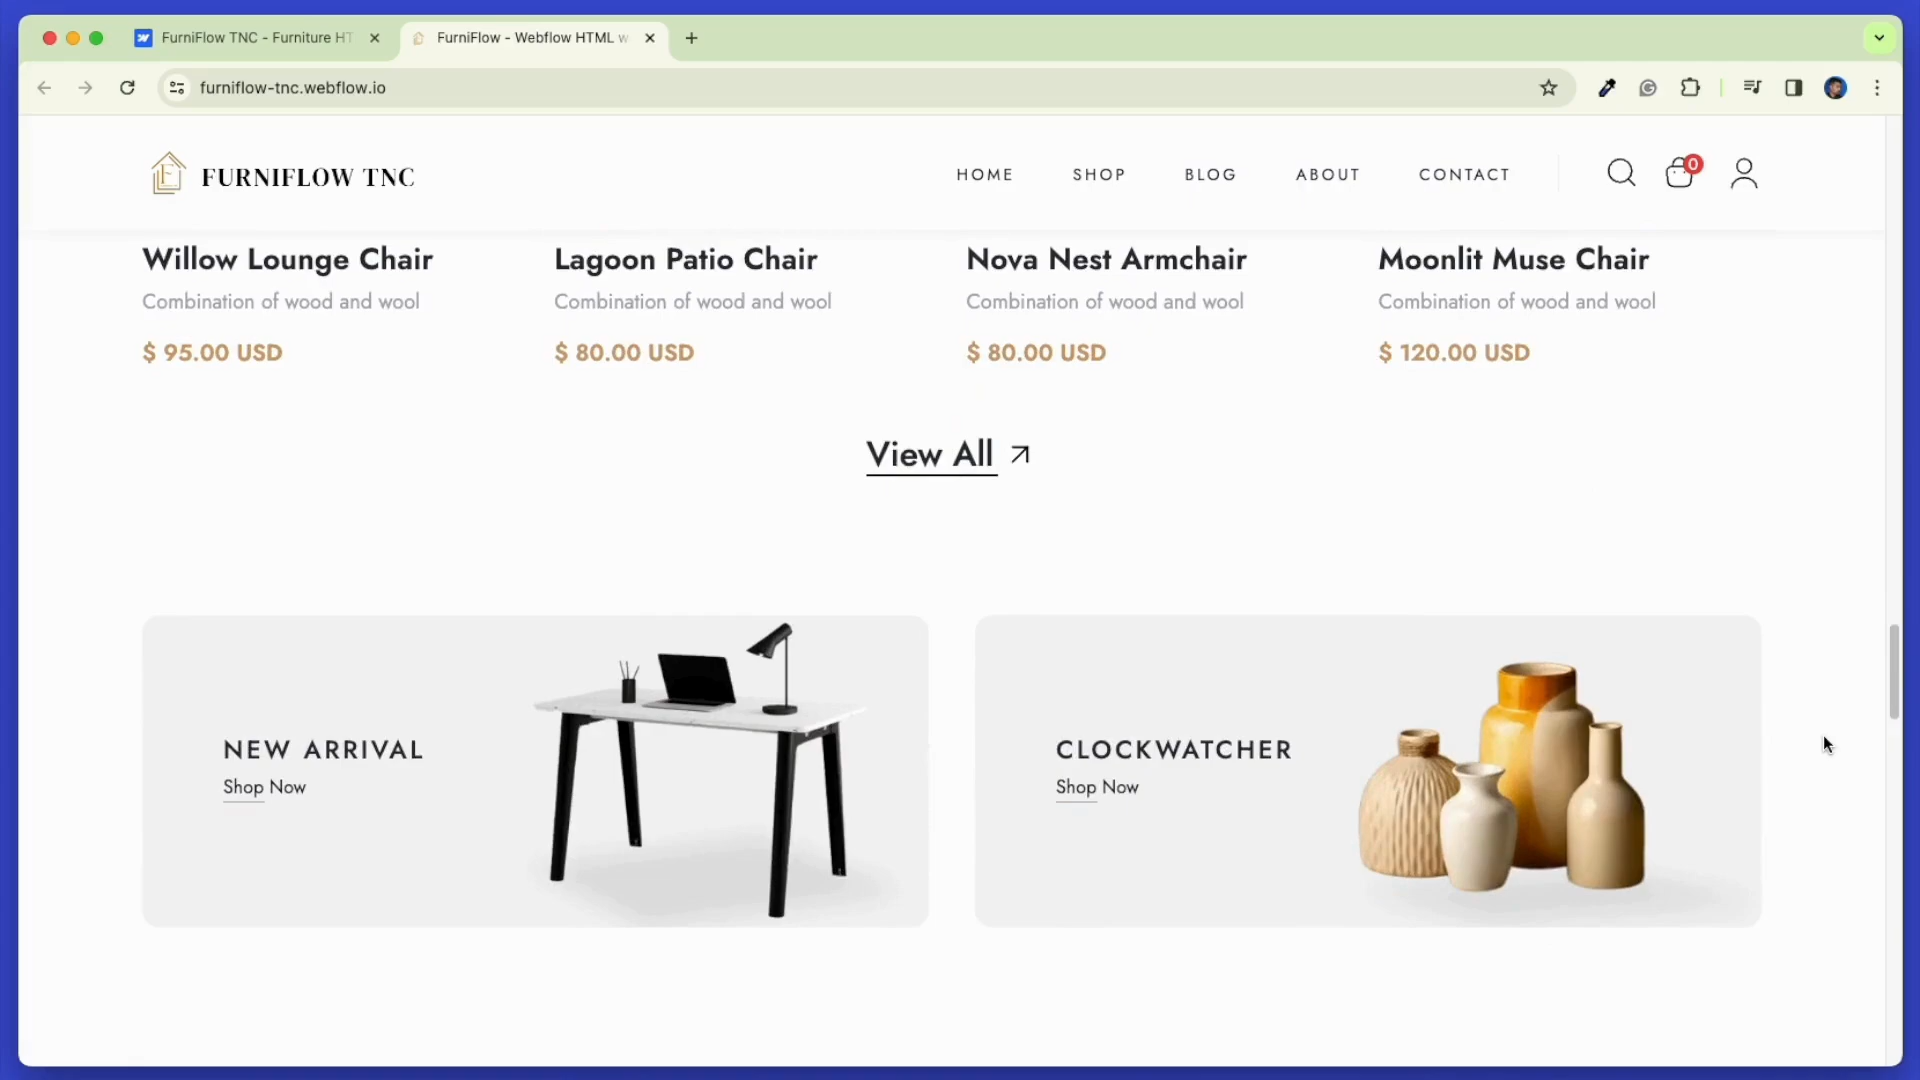 FurniFlow TNC - Furniture HT
FurniFlow - Webflow HTML w
furniflow-tnc.webflow.io
FURNIFLOW TNC
HOME SHOP BLOG ABOUT CONTACT 0
Willow Lounge Chair Lagoon Patio Chair Nova Nest Armchair Moonlit Muse Chair
Combination of wood and wool Combination of wood and wool Combination of wood and wool Combination of wood and wool
$ 95.00 USD $ 80.00 USD $ 80.00 USD $ 120.00 USD
View All
NEW ARRIVAL
Shop Now
CLOCKWATCHER
Shop Now